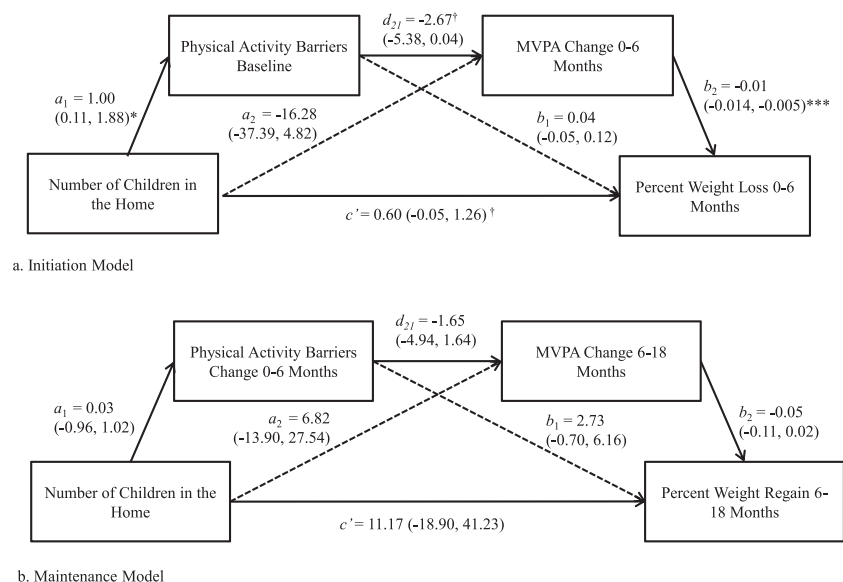 d21 = -2.67†
(-5.38, 0.04)
Physical Activity Barriers
Baseline
MVPA Change 0-6
Months
a1 = 1.00
(0.11, 1.88)*
a2 = -16.28
(-37.39, 4.82)
b1 = 0.04
(-0.05, 0.12)
b2 = -0.01
(-0.014, -0.005)***
Number of Children in
the Home
Percent Weight Loss 0-6
Months
c' = 0.60 (-0.05, 1.26) †
a. Initiation Model
d21 = -1.65
(-4.94, 1.64)
Physical Activity Barriers
Change 0-6 Months
MVPA Change 6-18
Months
a1 = 0.03
(-0.96, 1.02)
a2 = 6.82
(-13.90, 27.54)
b1 = 2.73
(-0.70, 6.16)
b2 = -0.05
(-0.11, 0.02)
Number of Children in the
Home
Percent Weight Regain 6-
18 Months
c' = 11.17 (-18.90, 41.23)
b. Maintenance Model